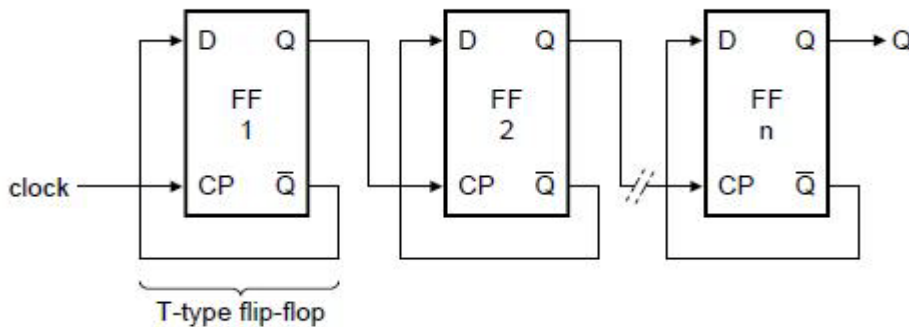 D Q
FF
1
CP Q̅
D Q
FF
2
CP Q̅
D Q
FF
n
CP Q̅
Q
clock
T-type flip-flop